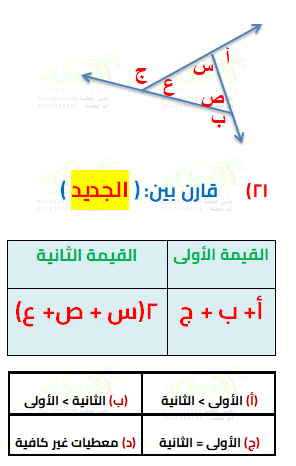 أ
س
ج
ع
ص
ب
٢١) قارن بين: ( الجديد )
القيمة الأولى القيمة الثانية
أ+ ب + ج ٢(س + ص+ ع)
(أ) الأولى > الثانية (ب) الثانية > الأولى
(ج) الأولى = الثانية (د) معطيات غير كافية